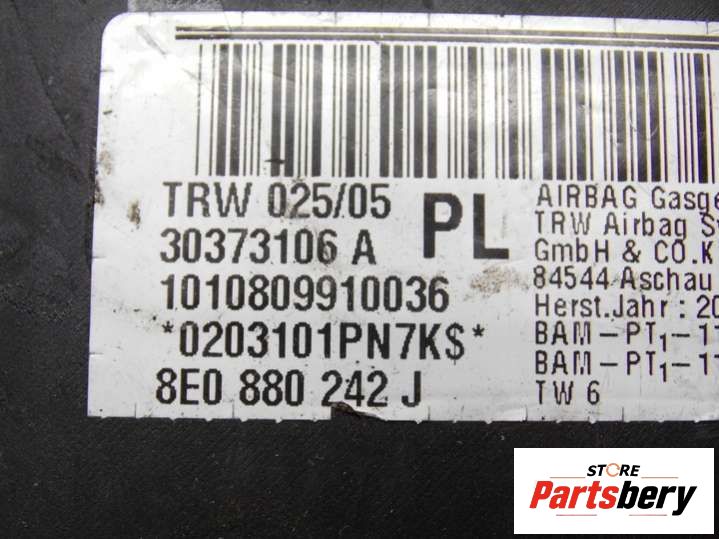 TRW 025/05
30373106 A
1010809910036
*0203101PN7K$*
8E0 880 242 J
PL
AIRBAG
TRW Airbag
GmbH & CO.K
84544 Aschau
Herst.Jahr : 20
BAM-PT1-1
BAM-PT1-1
TW 6
STORE
Partsbery